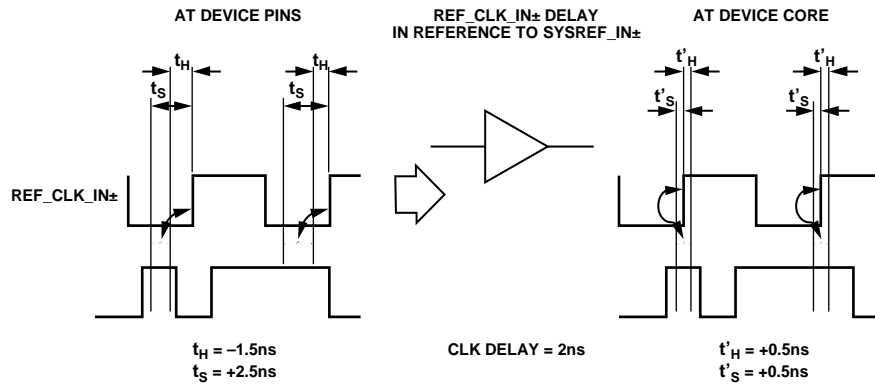 AT DEVICE PINS
REF_CLK_IN± DELAY
IN REFERENCE TO SYSREF_IN±
AT DEVICE CORE
tH
tH
t'H
t'H
tS
tS
t'S
t'S
REF_CLK_IN±
tH = –1.5ns
tS = +2.5ns
CLK DELAY = 2ns
t'H = +0.5ns
t'S = +0.5ns